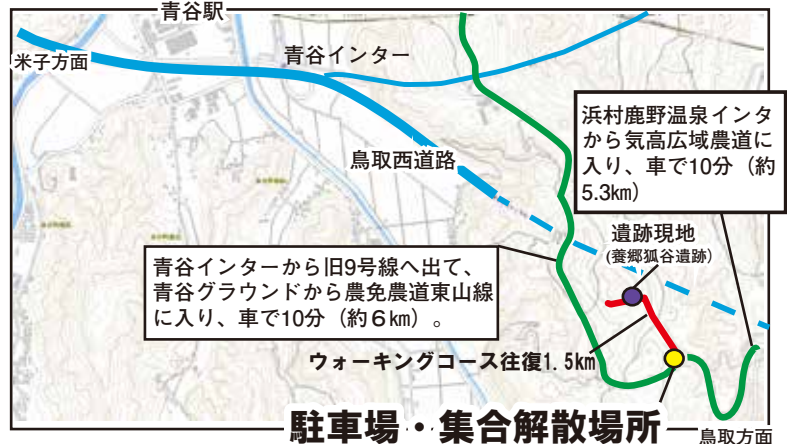 青谷駅
米子方面
青谷インター
鳥取西道路
浜村鹿野温泉インタ
から気高広域農道に
入り、車で10分（約
5.3㎞）
遺跡現地
(養郷狐谷遺跡)
青谷インターから旧9号線へ出て、
青谷グラウンドから農免農道東山線
に入り、車で10分（約６㎞）。
ウォーキングコース往復1.5㎞
駐車場・集合解散場所
鳥取方面